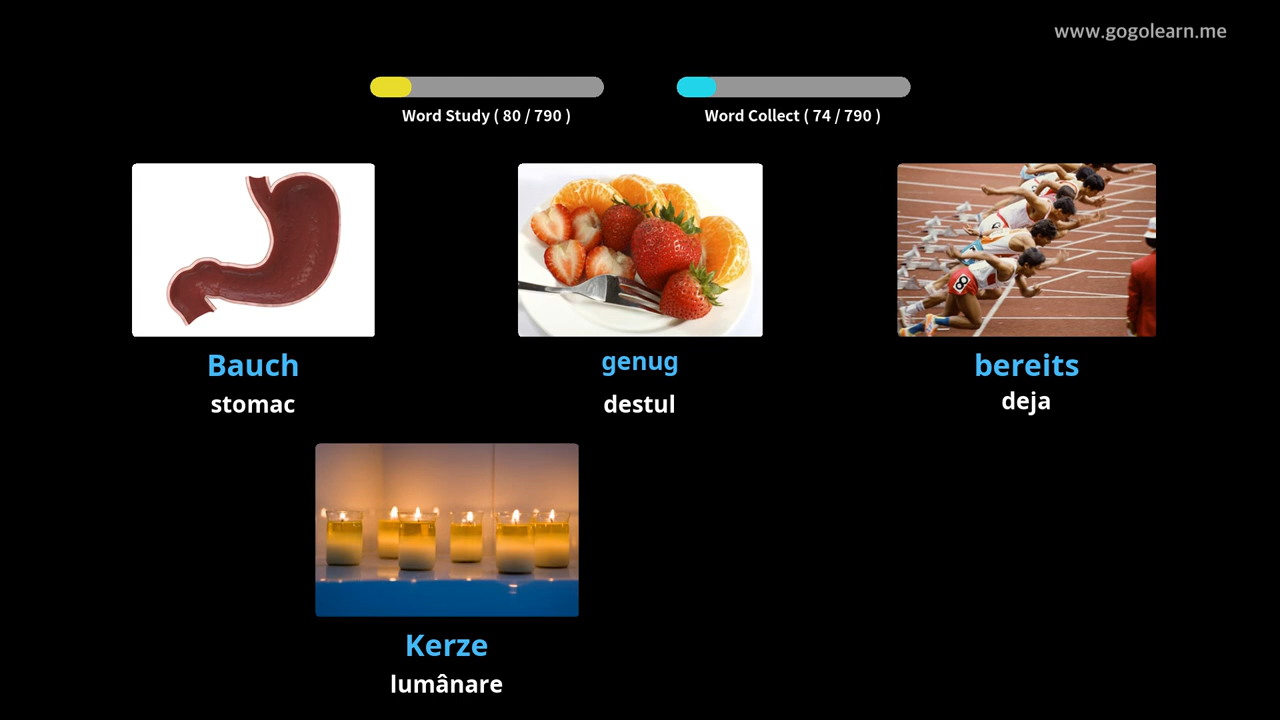 www.gogolearn.me
Word Study ( 80 / 790 )
Word Collect ( 74 / 790 )
Bauch
stomac
genug
destul
bereits
deja
Kerze
lumânare